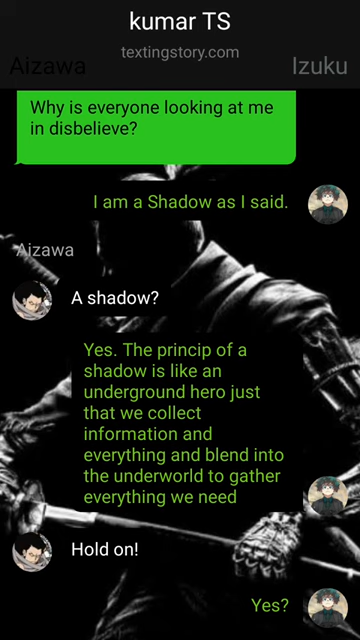 kumar TS
textingstory.com
Aizawa
Izuku
Why is everyone looking at me
in disbelieve?
I am a Shadow as I said.
Aizawa
A shadow?
Yes. The princip of a
shadow is like an
underground hero just
that we collect
information and
everything and blend into
the underworld to gather
everything we need
Hold on!
Yes?